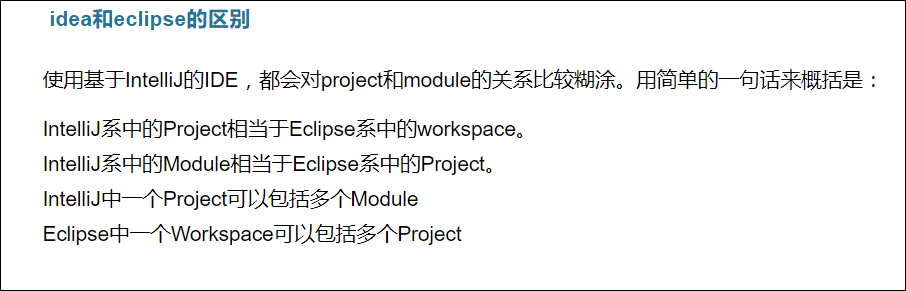 idea和eclipse的区别
使用基于IntelliJ的IDE，都会对project和module的关系比较糊涂。用简单的一句话来概括是：
IntelliJ系中的Project相当于Eclipse系中的workspace。
IntelliJ系中的Module相当于Eclipse系中的Project。
IntelliJ中一个Project可以包括多个Module
Eclipse中一个Workspace可以包括多个Project